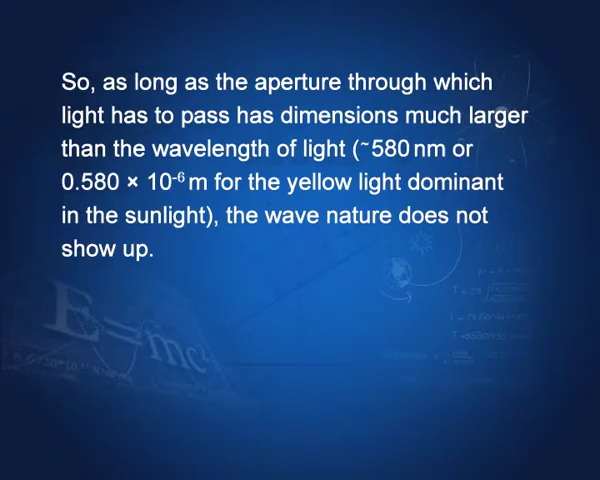 So, as long as the aperture through which
light has to pass has dimensions much larger
than the wavelength of light (~580 nm or
0.580 × 10⁻⁶ m for the yellow light dominant
in the sunlight), the wave nature does not
show up.
E=mc²